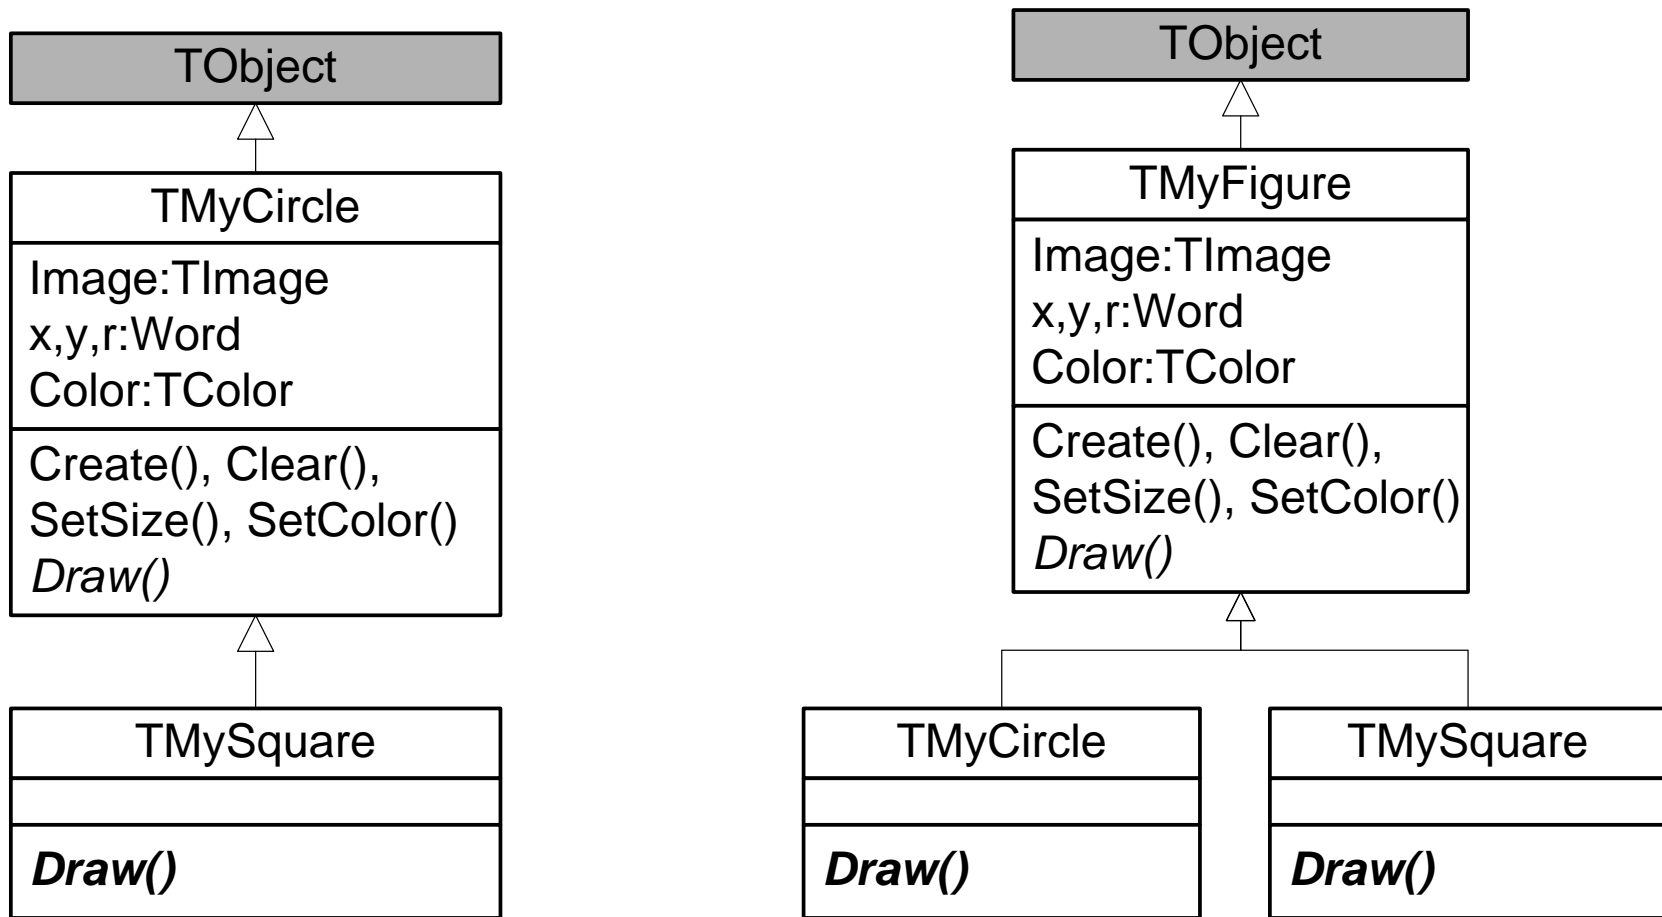 TObject
TMyCircle
Image:TImage
x,y,r:Word
Color:TColor
Create(), Clear(),
SetSize(), SetColor()
Draw()
TMySquare
Draw()
TObject
TMyFigure
Image:TImage
x,y,r:Word
Color:TColor
Create(), Clear(),
SetSize(), SetColor()
Draw()
TMyCircle
Draw()
TMySquare
Draw()